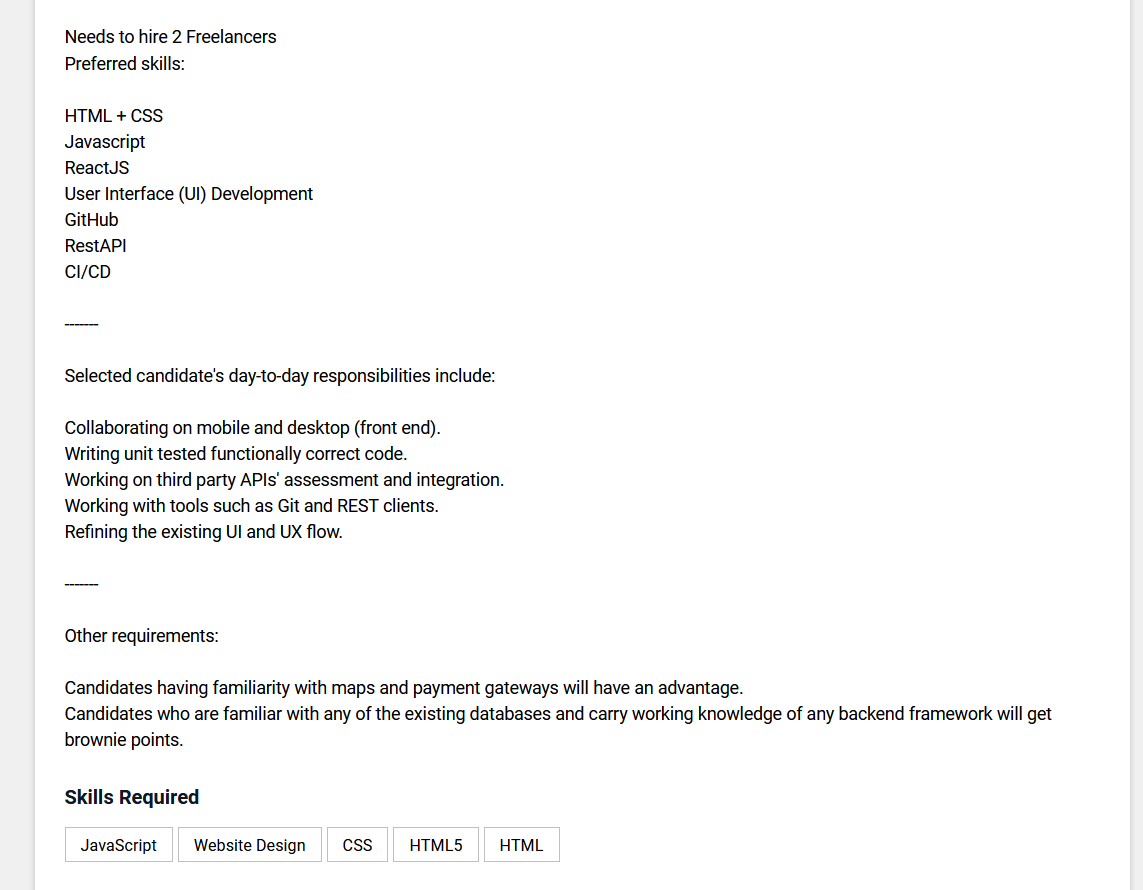 Needs to hire 2 Freelancers
Preferred skills:
HTML + CSS
Javascript
ReactJS
User Interface (UI) Development
GitHub
RestAPI
CI/CD
-------
Selected candidate's day-to-day responsibilities include:
Collaborating on mobile and desktop (front end).
Writing unit tested functionally correct code.
Working on third party APIs' assessment and integration.
Working with tools such as Git and REST clients.
Refining the existing UI and UX flow.
-------
Other requirements:
Candidates having familiarity with maps and payment gateways will have an advantage.
Candidates who are familiar with any of the existing databases and carry working knowledge of any backend framework will get
brownie points.
Skills Required
JavaScript Website Design CSS HTML5 HTML